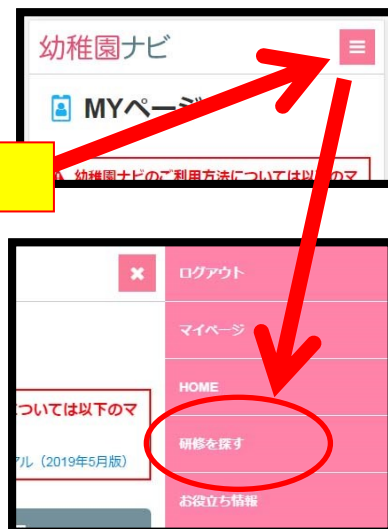 幼稚園ナビ
MYページ
幼稚園ナビのご利用方法については以下のマ
ログアウト
マイページ
HOME
ついては以下のマ
研修を探す
アル（2019年5月版）
お役立ち情報